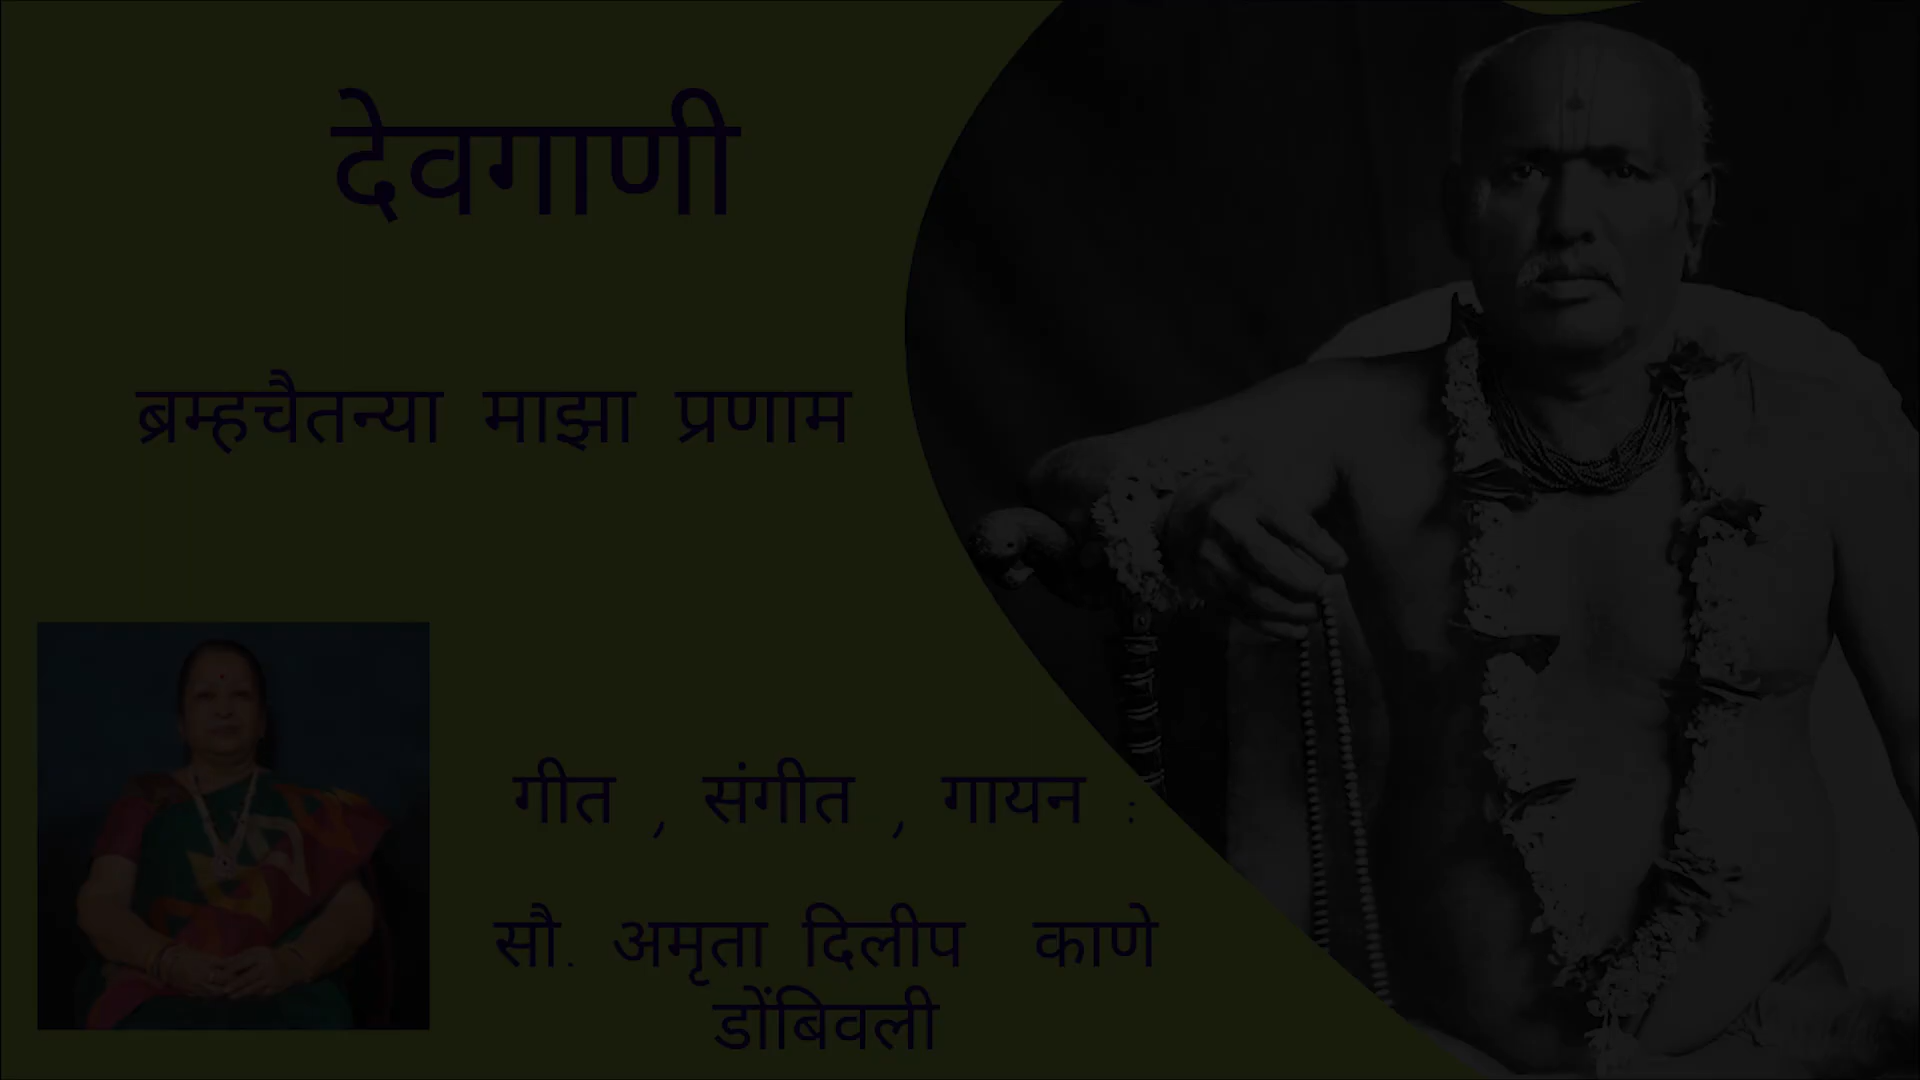 देवगाणी
ब्रम्हचैतन्या माझा प्रणाम
गीत , संगीत , गायन :
सौ. अमृता दिलीप काणे
डोंबिवली